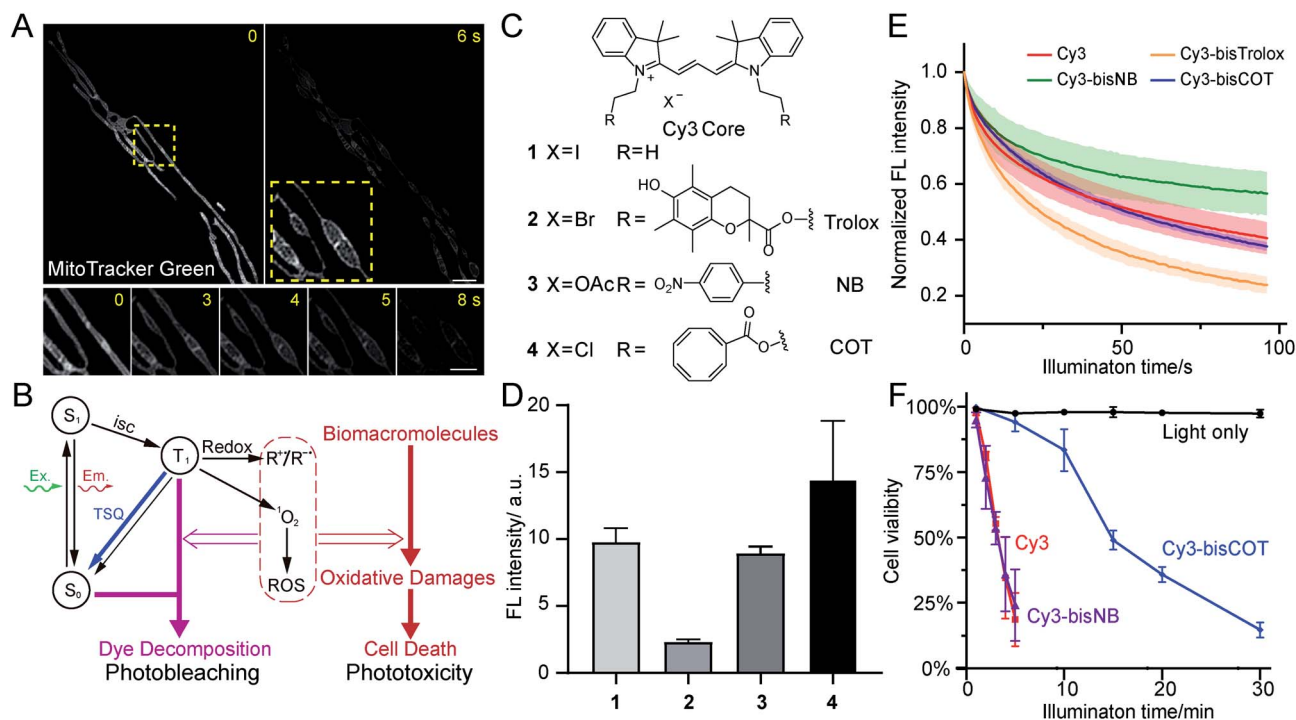 A
0
6 s
MitoTracker Green
0
3
4
5
8 s
B
S₁
isc
T₁
Redox
R⁺˙/R⁻˙
Ex.
Em.
TSQ
¹O₂
ROS
S₀
Biomacromolecules
Oxidative Damages
Dye Decomposition
Photobleaching
Cell Death
Phototoxicity
C
N
+
N
X⁻
R
R
Cy3 Core
1 X=I R=H
2 X=Br R=
HO
O
O
O
Trolox
3 X=OAc R=
O₂N
NB
4 X=Cl R=
O
O
COT
D
FL intensity/ a.u.
20
15
10
5
0
1
2
3
4
E
Cy3
Cy3-bisTrolox
Cy3-bisNB
Cy3-bisCOT
Normalized FL intensity
1.0
0.8
0.6
0.4
0.2
0
50
100
Illuminaton time/s
F
Cell vialibity
100%
75%
50%
25%
0%
Light only
Cy3
Cy3-bisCOT
Cy3-bisNB
0
10
20
30
Illuminaton time/min